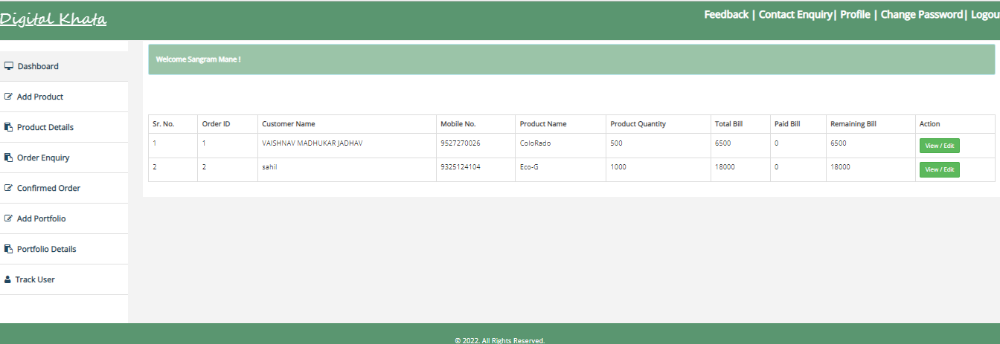 Digital Khata
Feedback | Contact Enquiry| Profile | Change Password| Logou
Dashboard
Add Product
Product Details
Order Enquiry
Confirmed Order
Add Portfolio
Portfolio Details
Track User
Welcome Sangram Mane !
Sr. No. Order ID Customer Name Mobile No. Product Name Product Quantity Total Bill Paid Bill Remaining Bill Action
1 1 VAISHNAV MADHUKAR JADHAV 9527270026 ColoRado 500 6500 0 6500 View / Edit
2 2 sahil 9325124104 Eco-G 1000 18000 0 18000 View / Edit
© 2022. All Rights Reserved.